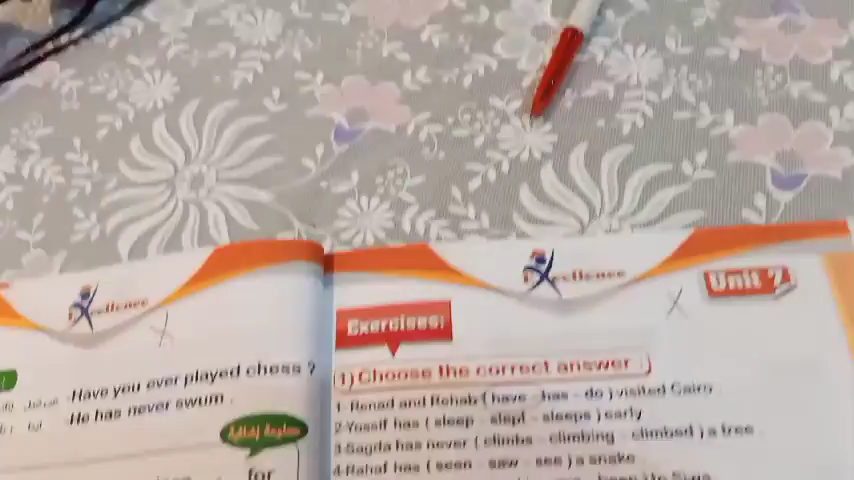 Excellence
-Have you ever played chess ?
-He has never swum .
for
Excellence
Unit 2
Exercises:
1)Choose the correct answer :)
1- Renad and Rehab ( have - has - do ) visited Cairo .
2-Yossif has ( sleep - slept - sleeps ) early
3-Sagda has never ( climbs - climbing - climbed ) a tree
4-Rahaf has ( seen - saw - see ) a snake